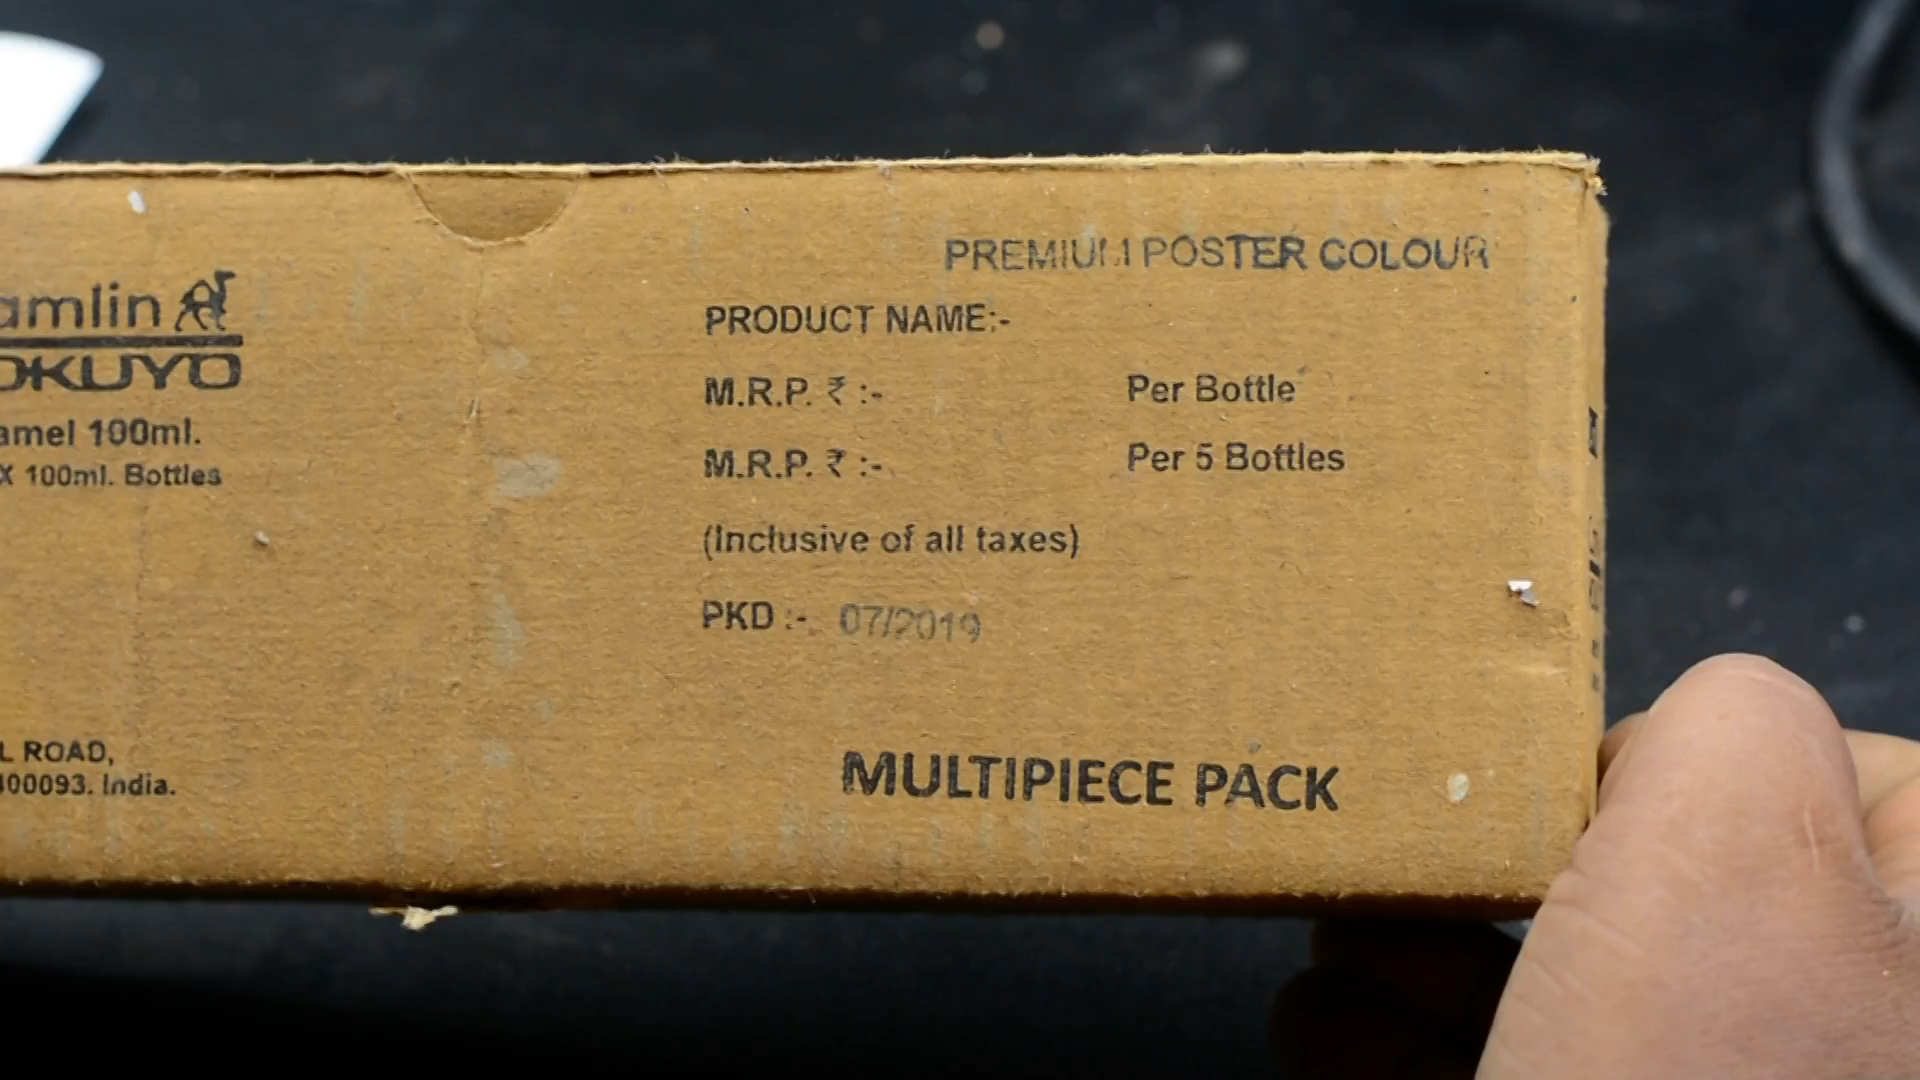 amlin
OKUYO
amel 100ml.
X 100ml. Bottles
L ROAD,
400093. India.
PREMIUM POSTER COLOUR
PRODUCT NAME:-
M.R.P. ₹ :- Per Bottle
M.R.P. ₹ :- Per 5 Bottles
(Inclusive of all taxes)
PKD :- 07/2019
MULTIPIECE PACK